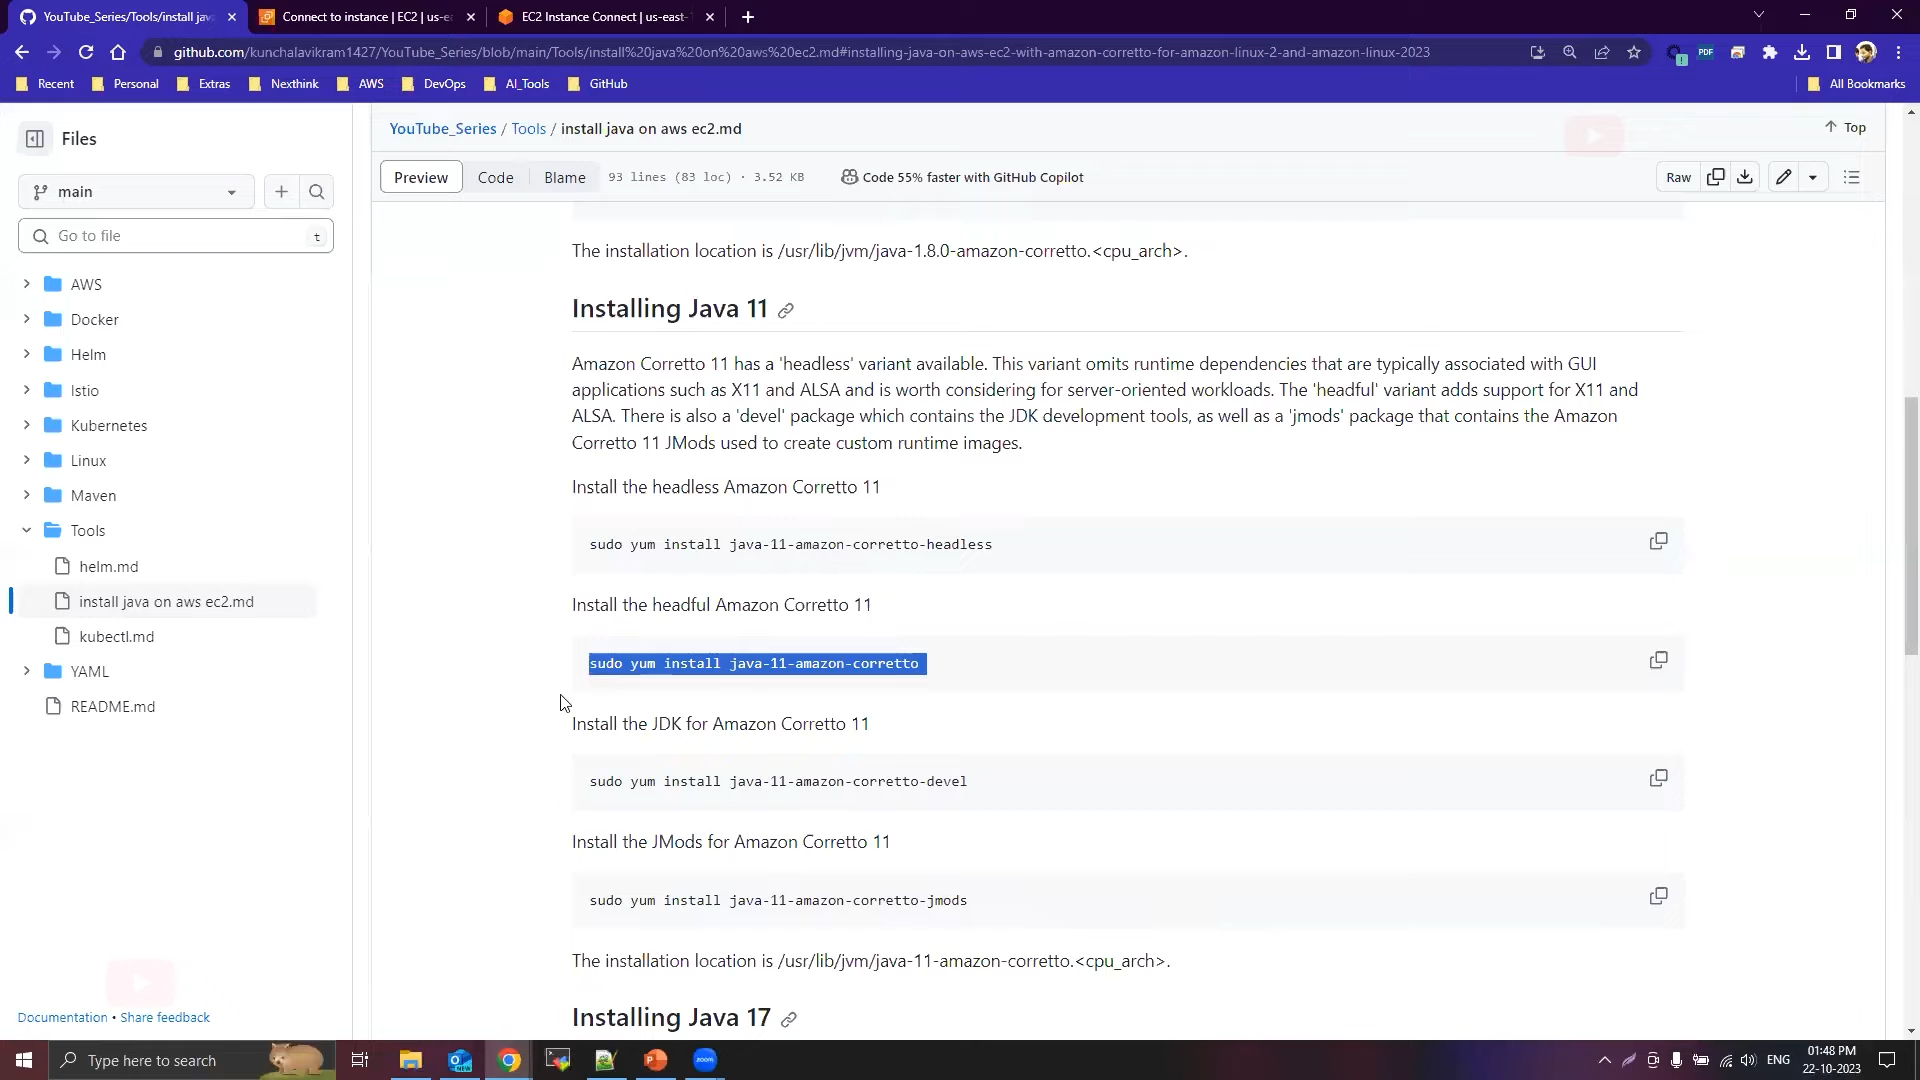 YouTube_Series/Tools/install jav
Connect to instance | EC2 | us-ea
EC2 Instance Connect | us-east-1
github.com/kunchalavikram1427/YouTube_Series/blob/main/Tools/install%20java%20on%20aws%20ec2.md#installing-java-on-aws-ec2-with-amazon-corretto-for-amazon-linux-2-and-amazon-linux-2023
PDF
Recent
Personal
Extras
Nexthink
AWS
DevOps
AI_Tools
GitHub
All Bookmarks
Files
main
Go to file
t
AWS
Docker
Helm
Istio
Kubernetes
Linux
Maven
Tools
helm.md
install java on aws ec2.md
kubectl.md
YAML
README.md
Documentation • Share feedback
YouTube_Series / Tools / install java on aws ec2.md
Top
Preview
Code
Blame
93 lines (83 loc) · 3.52 KB
Code 55% faster with GitHub Copilot
Raw
The installation location is /usr/lib/jvm/java-1.8.0-amazon-corretto.<cpu_arch>.
Installing Java 11
Amazon Corretto 11 has a 'headless' variant available. This variant omits runtime dependencies that are typically associated with GUI
applications such as X11 and ALSA and is worth considering for server-oriented workloads. The 'headful' variant adds support for X11 and
ALSA. There is also a 'devel' package which contains the JDK development tools, as well as a 'jmods' package that contains the Amazon
Corretto 11 JMods used to create custom runtime images.
Install the headless Amazon Corretto 11
sudo yum install java-11-amazon-corretto-headless
Install the headful Amazon Corretto 11
sudo yum install java-11-amazon-corretto
Install the JDK for Amazon Corretto 11
sudo yum install java-11-amazon-corretto-devel
Install the JMods for Amazon Corretto 11
sudo yum install java-11-amazon-corretto-jmods
The installation location is /usr/lib/jvm/java-11-amazon-corretto.<cpu_arch>.
Installing Java 17
Type here to search
NEW
zoom
ENG
01:48 PM
22-10-2023